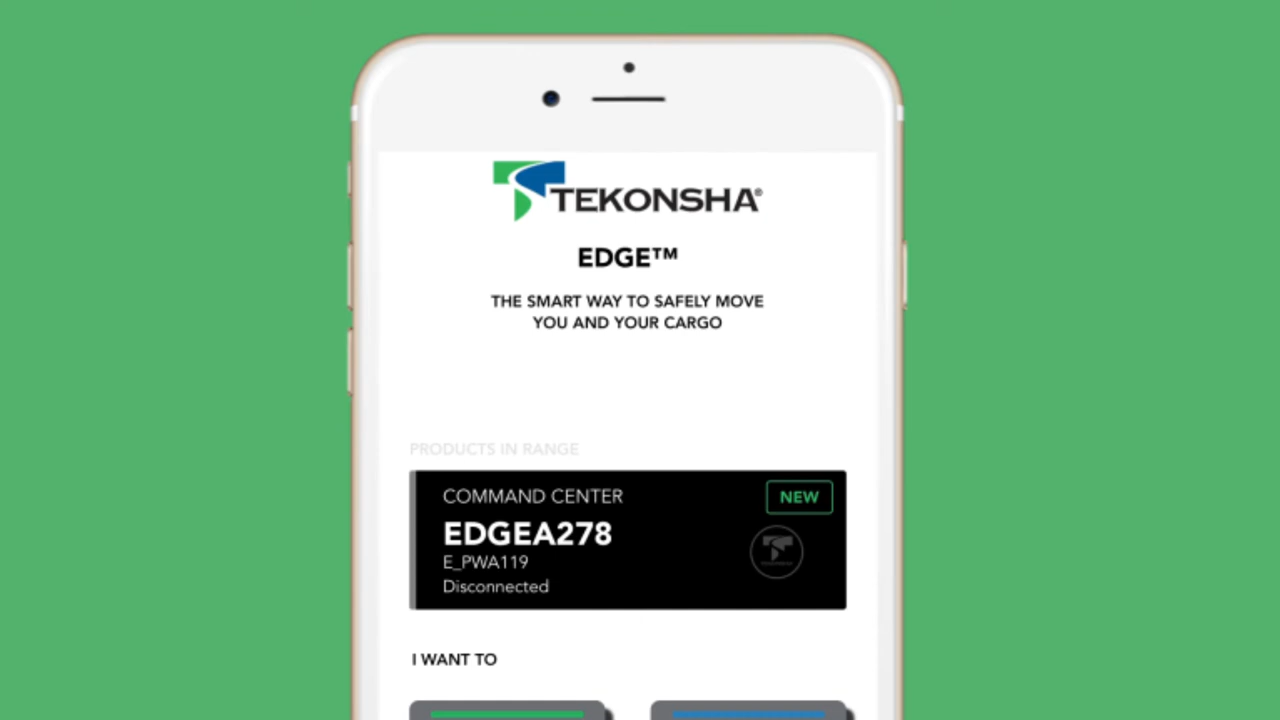 TEKONSHA®
EDGE™
THE SMART WAY TO SAFELY MOVE
YOU AND YOUR CARGO
PRODUCTS IN RANGE
COMMAND CENTER
NEW
EDGEA278
E_PWA119
Disconnected
I WANT TO